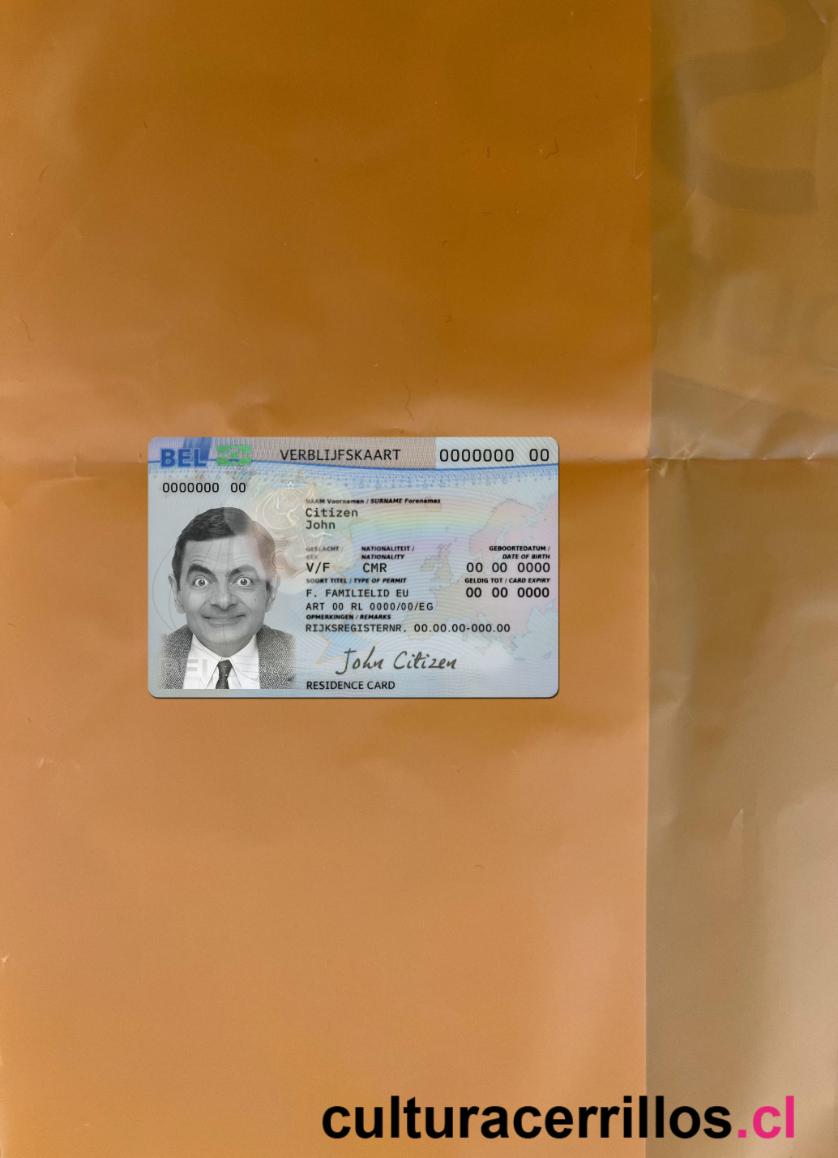 BEL
VERBLIJFSKAART
0000000 00
0000000 00
NAAM Voornamen / SURNAME Forenames
Citizen
John
GESLACHT / NATIONALITEIT / GEBOORTEDATUM /
SEX NATIONALITY DATE OF BIRTH
V/F CMR 00 00 0000
SOORT TITEL / TYPE OF PERMIT GELDIG TOT / CARD EXPIRY
F. FAMILIELID EU 00 00 0000
ART 00 RL 0000/00/EG
OPMERKINGEN / REMARKS
RIJKSREGISTERNR. 00.00.00-000.00
John Citizen
RESIDENCE CARD
culturacerrillos.cl